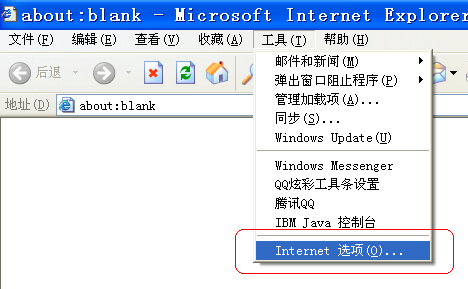 about:blank - Microsoft Internet Explorer
文件(F) 编辑(E) 查看(V) 收藏(A) 工具(T) 帮助(H)
后退
地址(D) about:blank
邮件和新闻(M)
弹出窗口阻止程序(P)
管理加载项(A)...
同步(S)...
Windows Update(U)
Windows Messenger
QQ炫彩工具条设置
腾讯QQ
IBM Java 控制台
Internet 选项(O)...